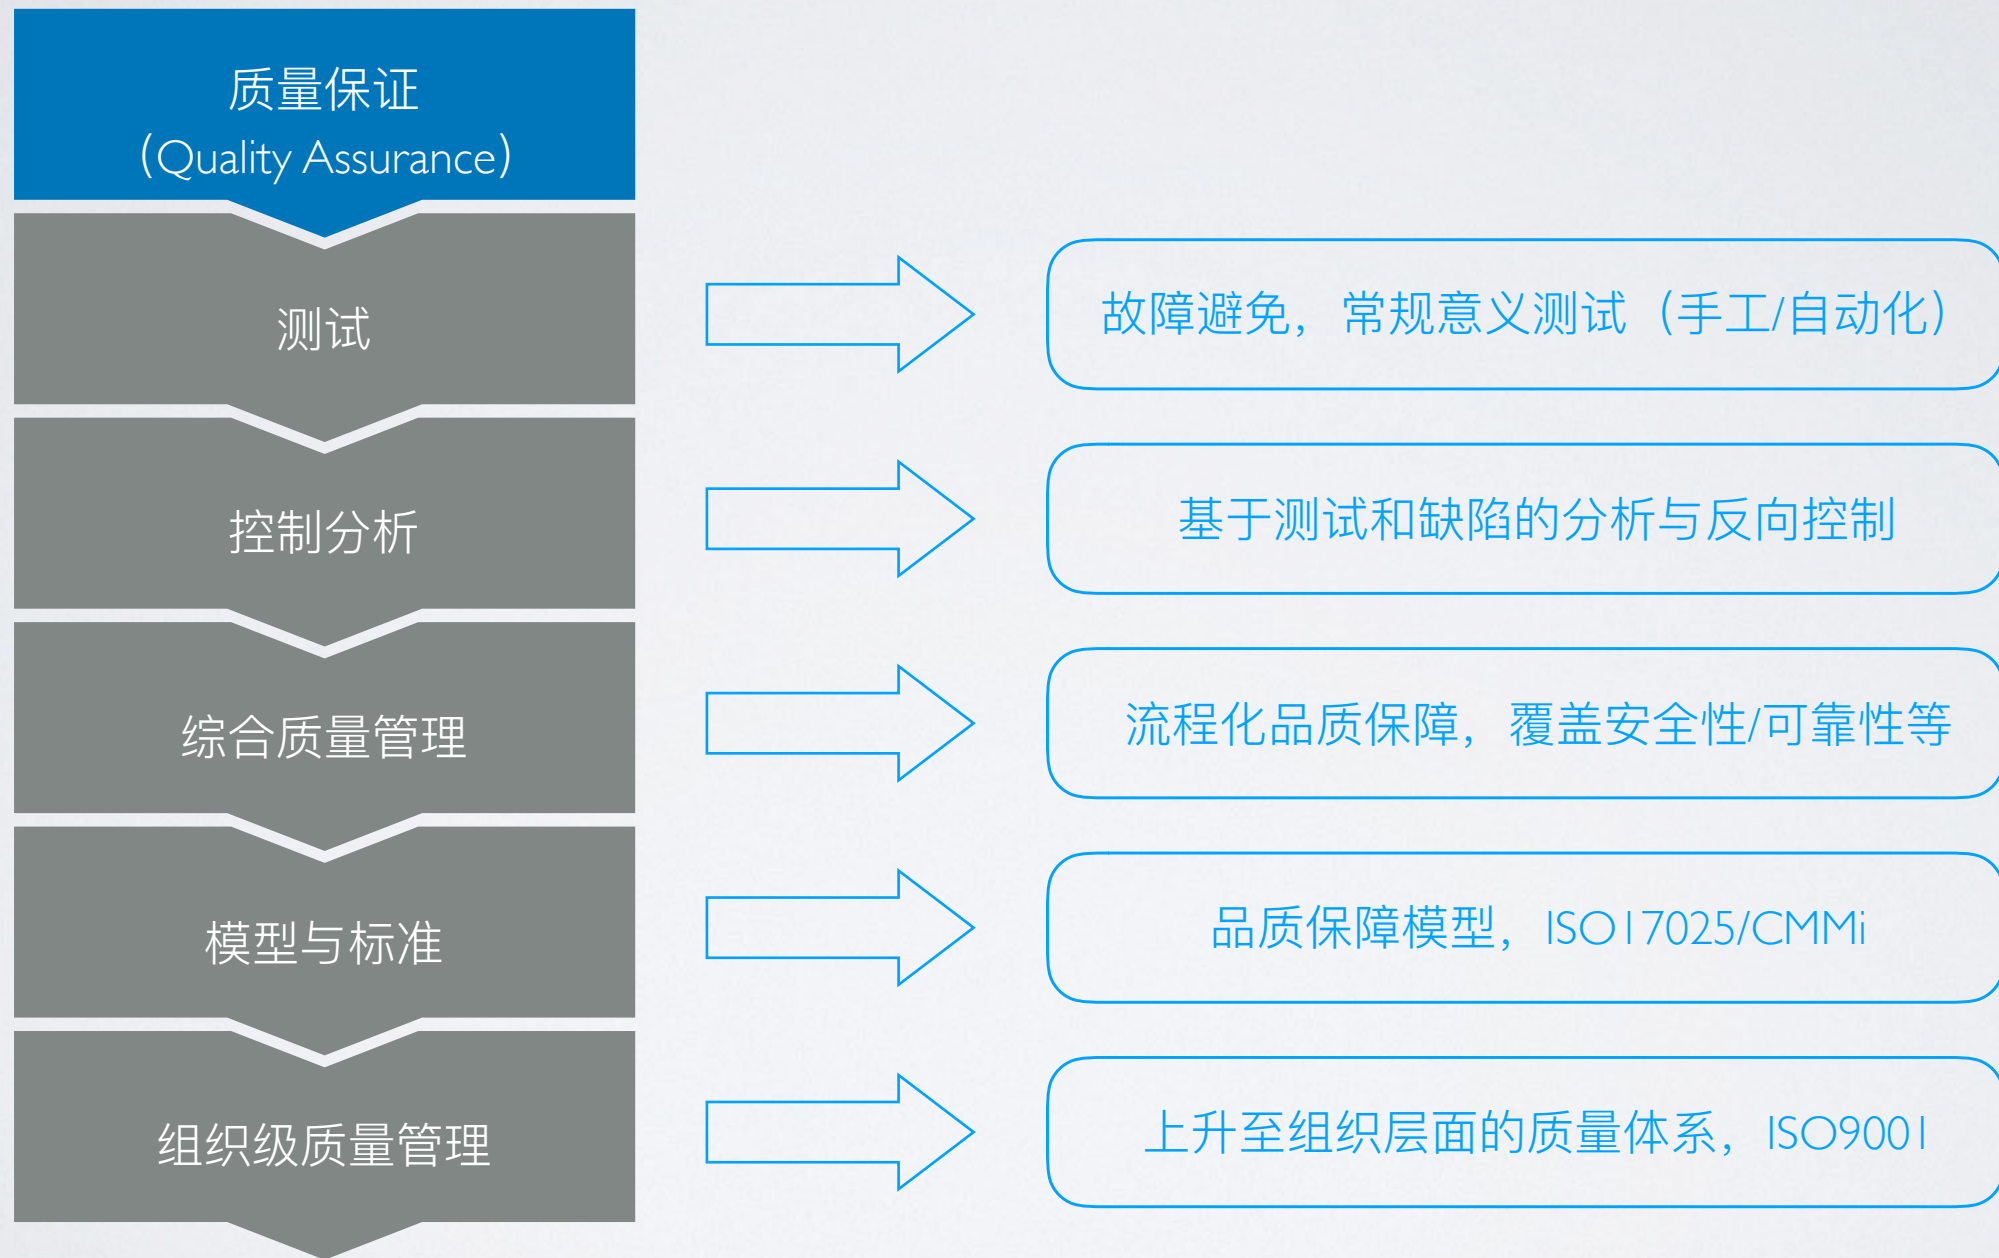 质量保证
（Quality Assurance）
测试
故障避免，常规意义测试（手工/自动化）
控制分析
基于测试和缺陷的分析与反向控制
综合质量管理
流程化品质保障，覆盖安全性/可靠性等
模型与标准
品质保障模型，ISO17025/CMMi
组织级质量管理
上升至组织层面的质量体系，ISO9001